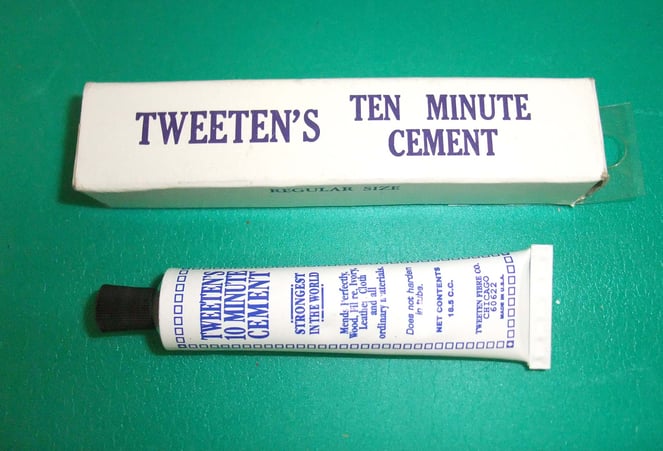 TWEETEN'S
TEN MINUTE
CEMENT
REGULAR SIZE
TWEETEN'S
10 MINUTE
CEMENT
STRONGEST
IN THE WORLD
Mends Perfectly,
Wood, Fibre, Ivory,
Leather, Cloth
and all
ordinary materials
Does not harden
in tube.
NET CONTENTS
18.5 C.C.
TWEETEN FIBRE CO.
CHICAGO
60622
MADE IN U.S.A.